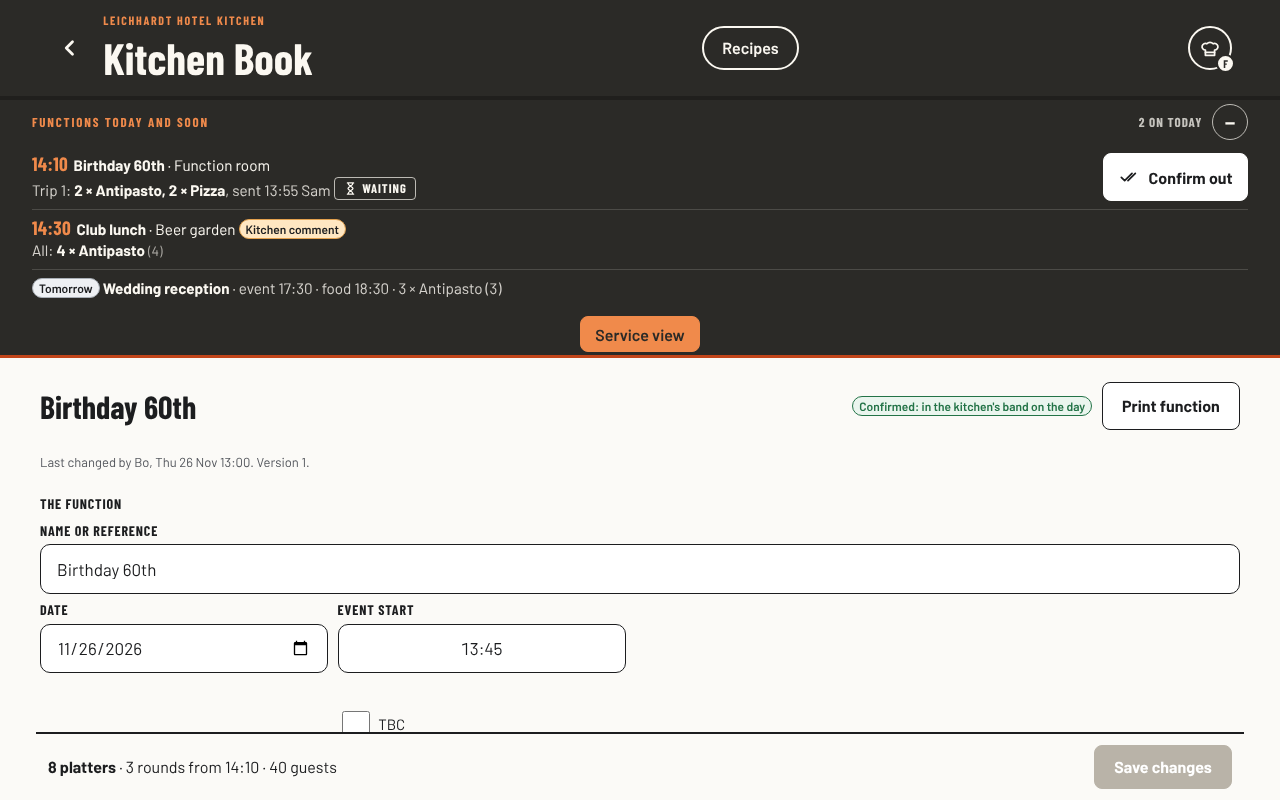 LEICHHARDT HOTEL KITCHEN
Kitchen Book
Recipes
F
FUNCTIONS TODAY AND SOON
2 ON TODAY
14:10 Birthday 60th · Function room
Trip 1: 2 × Antipasto, 2 × Pizza, sent 13:55 Sam WAITING
Confirm out
14:30 Club lunch · Beer garden Kitchen comment
All: 4 × Antipasto (4)
Tomorrow Wedding reception · event 17:30 · food 18:30 · 3 × Antipasto (3)
Service view
Birthday 60th
Confirmed: in the kitchen's band on the day
Print function
Last changed by Bo, Thu 26 Nov 13:00. Version 1.
THE FUNCTION
NAME OR REFERENCE
Birthday 60th
DATE
EVENT START
11/26/2026
13:45
TBC
8 platters · 3 rounds from 14:10 · 40 guests
Save changes